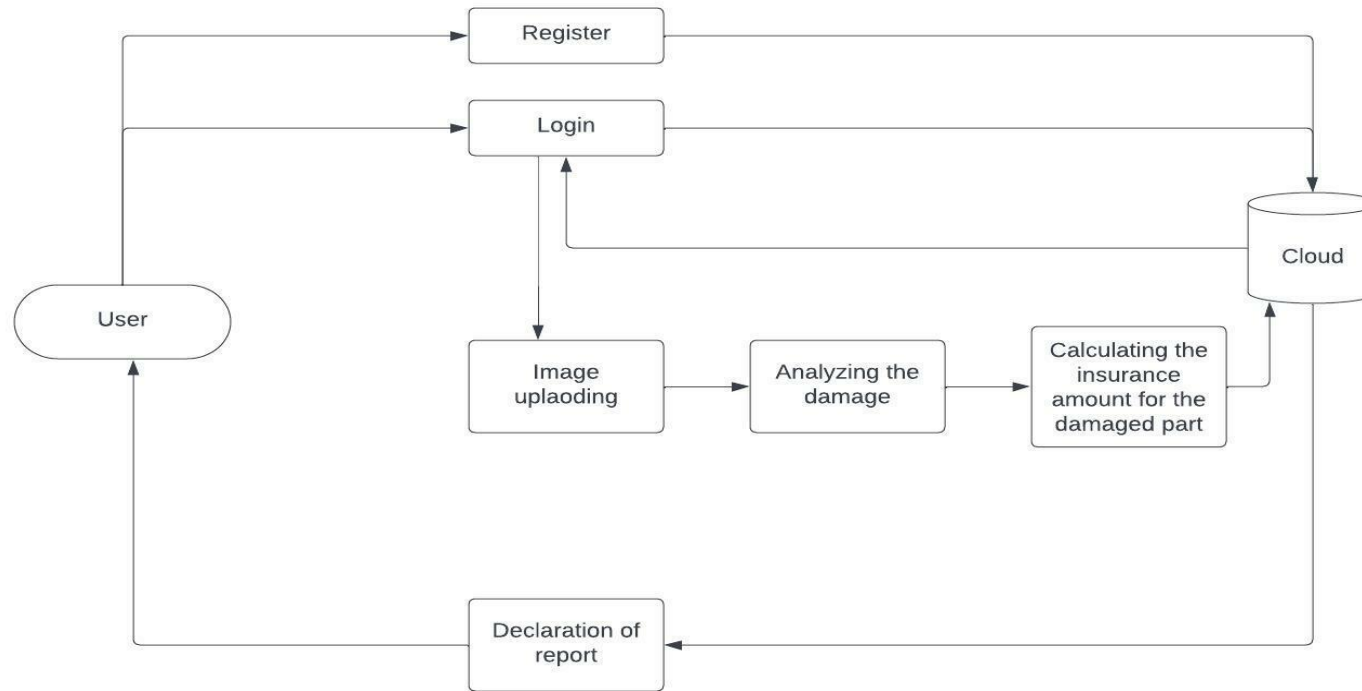 Register
Login
Cloud
User
Image
uplaoding
Analyzing the
damage
Calculating the
insurance
amount for the
damaged part
Declaration of
report